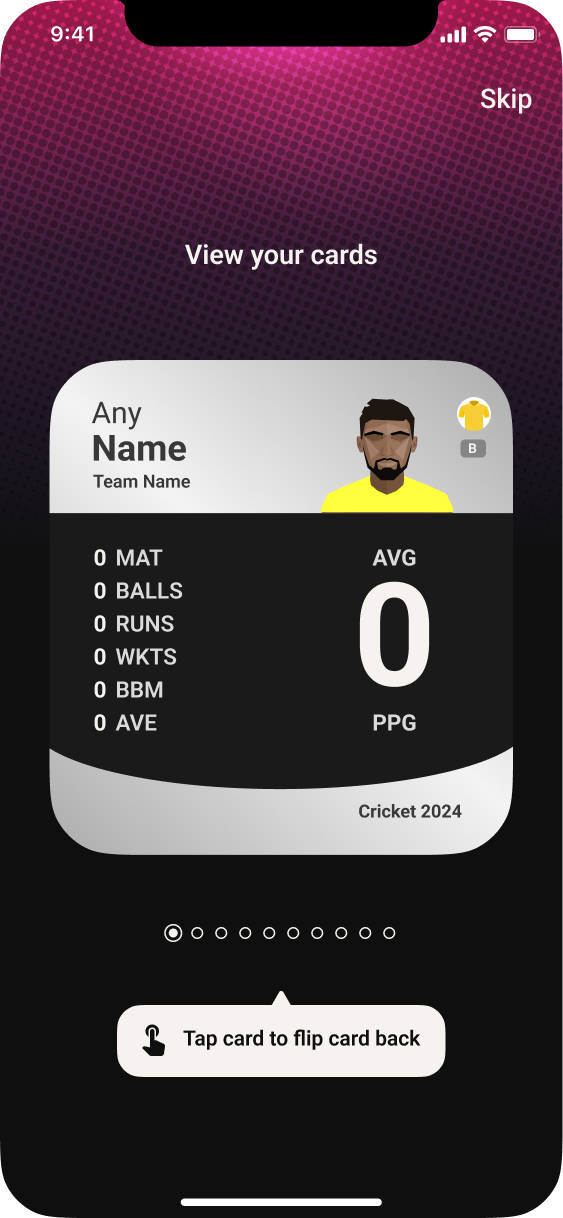 9:41
Skip
View your cards
Any
Name
Team Name
B
0 MAT
0 BALLS
0 RUNS
0 WKTS
0 BBM
0 AVE
AVG
0
PPG
Cricket 2024
Tap card to flip card back